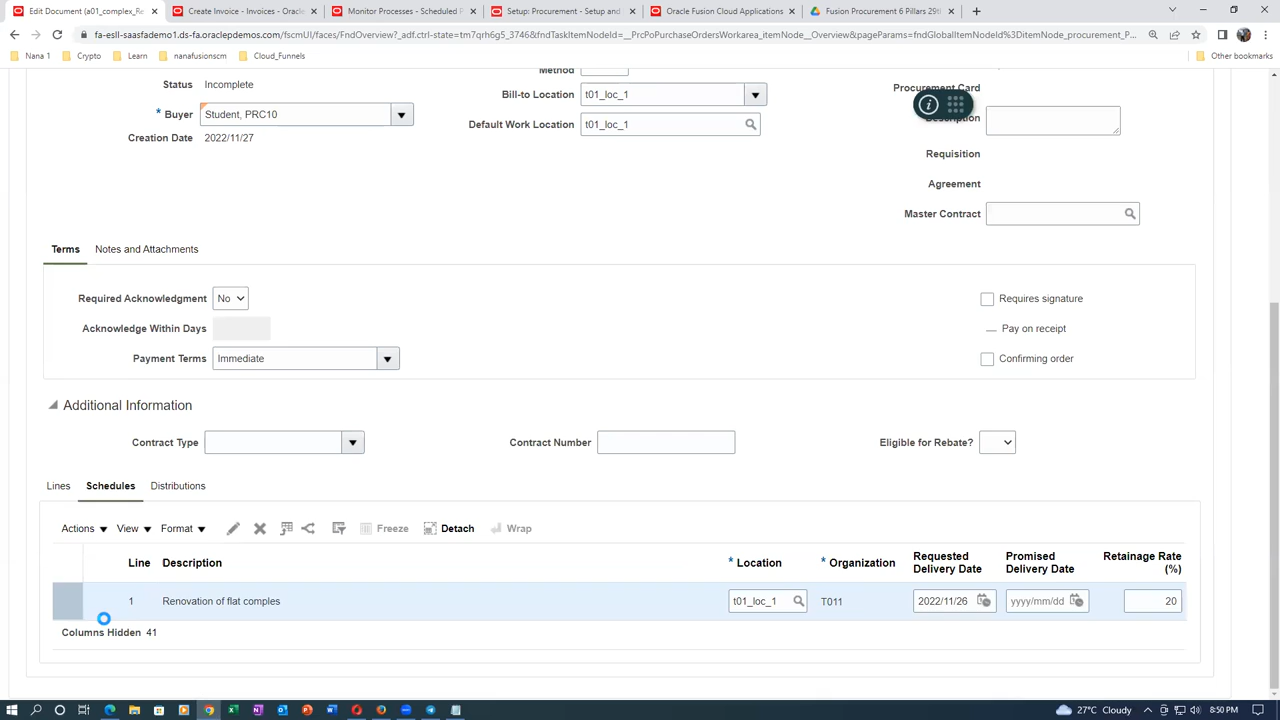 Edit Document (a01_complex_Re
Create Invoice - Invoices - Oracle
Monitor Processes - Scheduled P
Setup: Procurement - Setup and
Oracle Fusion Cloud Applications
Fusion Procurement 6 Pillars 29th
fa-eell-saasfademo1.ds-fa.oraclepdemos.com/fscmUI/faces/FndOverview?_adf.ctrl-state=tm7qrh6g5_3746&fndTaskItemNodeId=__PrcPoPurchaseOrdersWorkarea_itemNode__Overview&pageParams=fndGlobalItemNodeId%3DitemNode_procurement_P...
Nana 1
Crypto
Learn
nanafusionscm
Cloud_Funnels
Other bookmarks
Method
Status Incomplete
Bill-to Location t01_loc_1
Procurement Card
* Buyer Student, PRC10
Description
Default Work Location t01_loc_1
Creation Date 2022/11/27
Requisition
Agreement
Master Contract
Terms Notes and Attachments
Required Acknowledgment No
Requires signature
Acknowledge Within Days
Pay on receipt
Payment Terms Immediate
Confirming order
Additional Information
Contract Type
Contract Number
Eligible for Rebate?
Lines Schedules Distributions
Actions View Format Freeze Detach Wrap
Line Description * Location * Organization Requested Delivery Date Promised Delivery Date Retainage Rate (%)
1 Renovation of flat comples t01_loc_1 T011 2022/11/26 yyyy/mm/dd 20
Columns Hidden 41
27°C Cloudy
8:50 PM